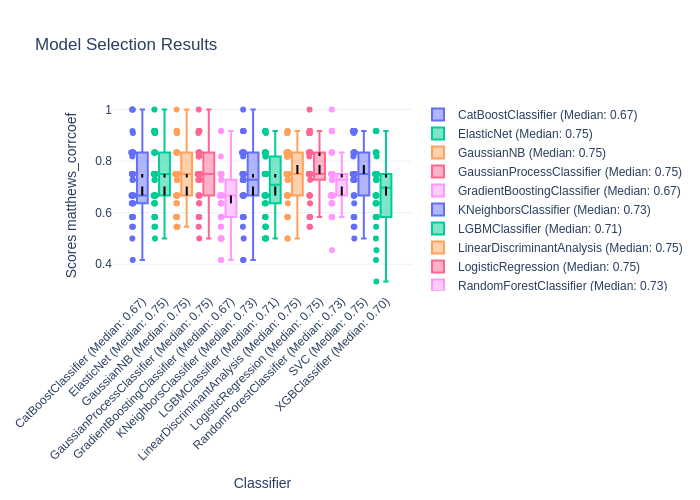 Model Selection Results
Scores matthews_corrcoef
1
0.8
0.6
0.4
CatBoostClassifier (Median: 0.67)
ElasticNet (Median: 0.75)
GaussianNB (Median: 0.75)
GaussianProcessClassifier (Median: 0.75)
GradientBoostingClassifier (Median: 0.67)
KNeighborsClassifier (Median: 0.73)
LGBMClassifier (Median: 0.71)
LinearDiscriminantAnalysis (Median: 0.75)
LogisticRegression (Median: 0.75)
RandomForestClassifier (Median: 0.73)
SVC (Median: 0.75)
XGBClassifier (Median: 0.70)
Classifier
CatBoostClassifier (Median: 0.67)
ElasticNet (Median: 0.75)
GaussianNB (Median: 0.75)
GaussianProcessClassifier (Median: 0.75)
GradientBoostingClassifier (Median: 0.67)
KNeighborsClassifier (Median: 0.73)
LGBMClassifier (Median: 0.71)
LinearDiscriminantAnalysis (Median: 0.75)
LogisticRegression (Median: 0.75)
RandomForestClassifier (Median: 0.73)